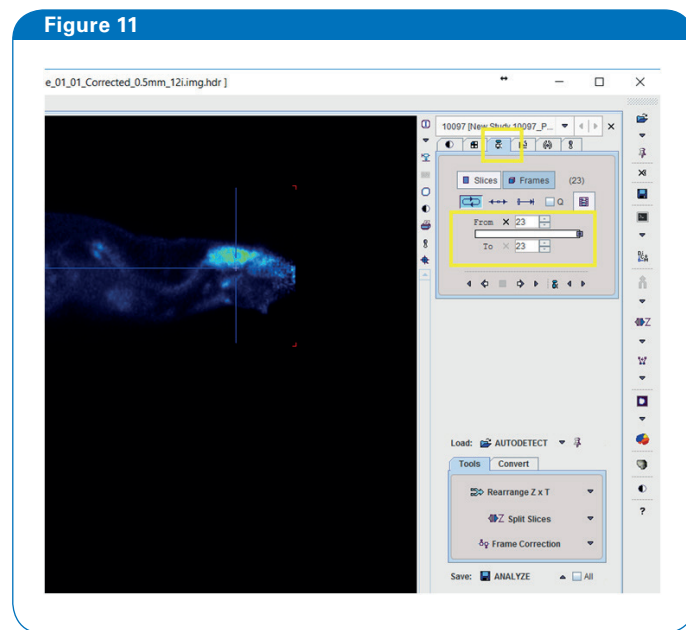 Figure 11
e_01_01_Corrected_0.5mm_12i.img.hdr ]
10097 [New Study 10097_P...
Slices Frames (23)
Q
From 23
To 23
Z
Load: AUTODETECT
Tools Convert
Rearrange Z x T
Z Split Slices
Frame Correction
Save: ANALYZE All
?